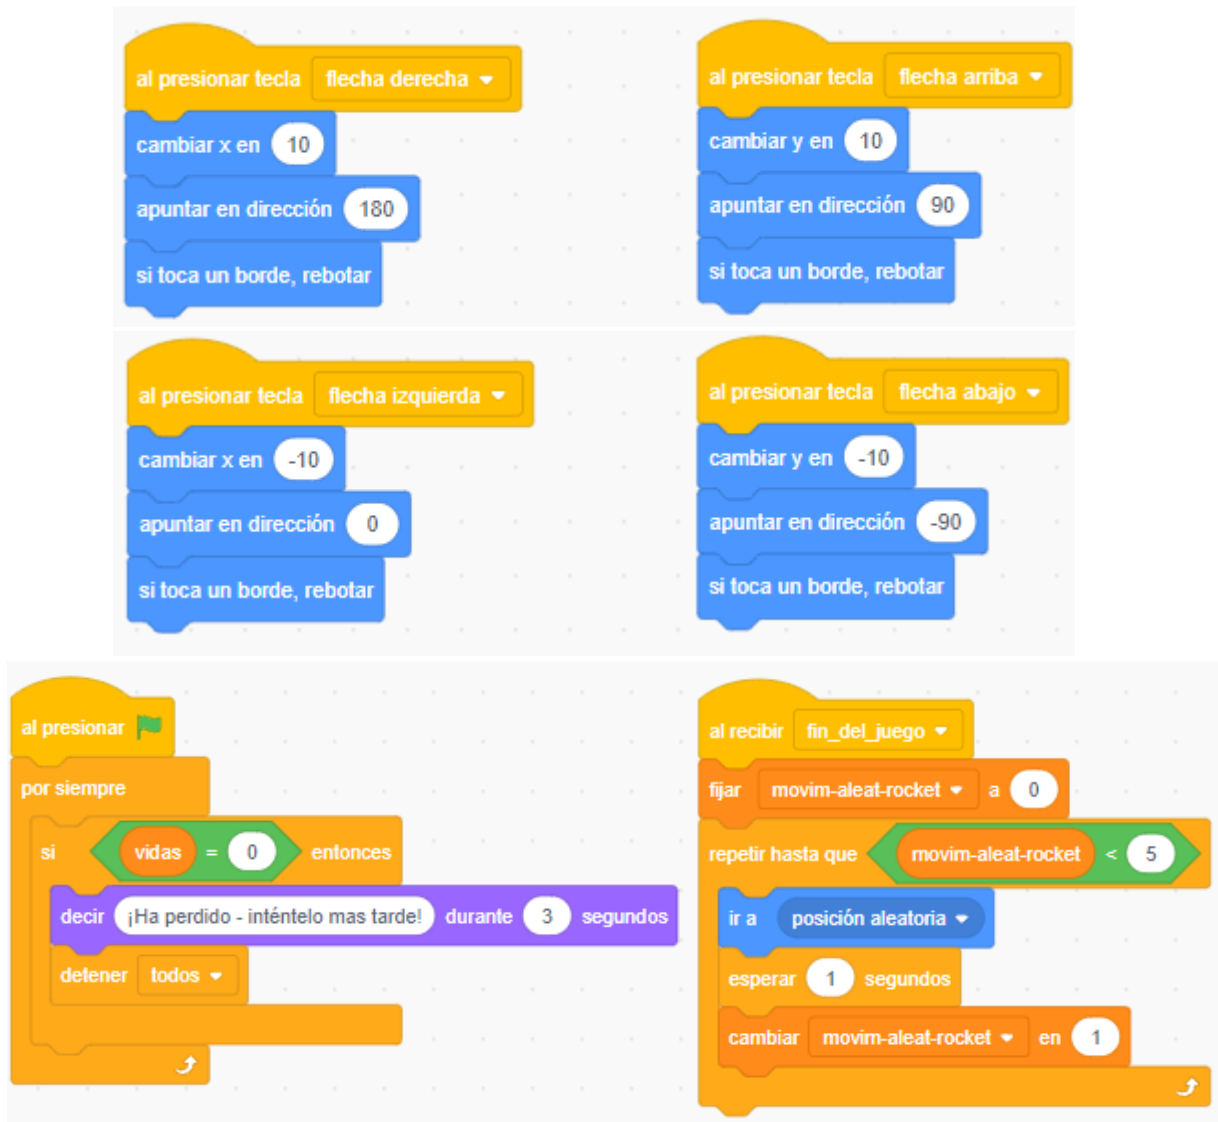 al presionar tecla flecha derecha
cambiar x en 10
apuntar en dirección 180
si toca un borde, rebotar
al presionar tecla flecha arriba
cambiar y en 10
apuntar en dirección 90
si toca un borde, rebotar
al presionar tecla flecha izquierda
cambiar x en -10
apuntar en dirección 0
si toca un borde, rebotar
al presionar tecla flecha abajo
cambiar y en -10
apuntar en dirección -90
si toca un borde, rebotar
al presionar
por siempre
si vidas = 0 entonces
decir ¡Ha perdido - inténtelo mas tarde! durante 3 segundos
detener todos
al recibir fin_del_juego
fijar movim-aleat-rocket a 0
repetir hasta que movim-aleat-rocket < 5
ir a posición aleatoria
esperar 1 segundos
cambiar movim-aleat-rocket en 1